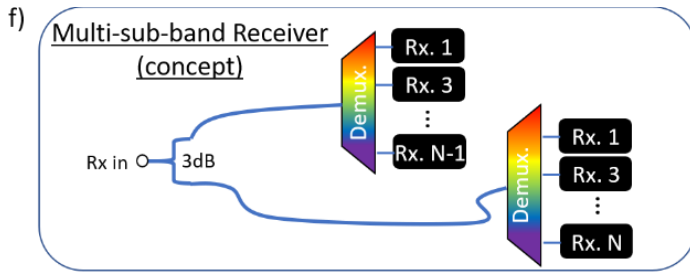 f)
Multi-sub-band Receiver
(concept)
Rx in
3dB
Demux.
Rx. 1
Rx. 3
⋮
Rx. N-1
Demux.
Rx. 1
Rx. 3
⋮
Rx. N